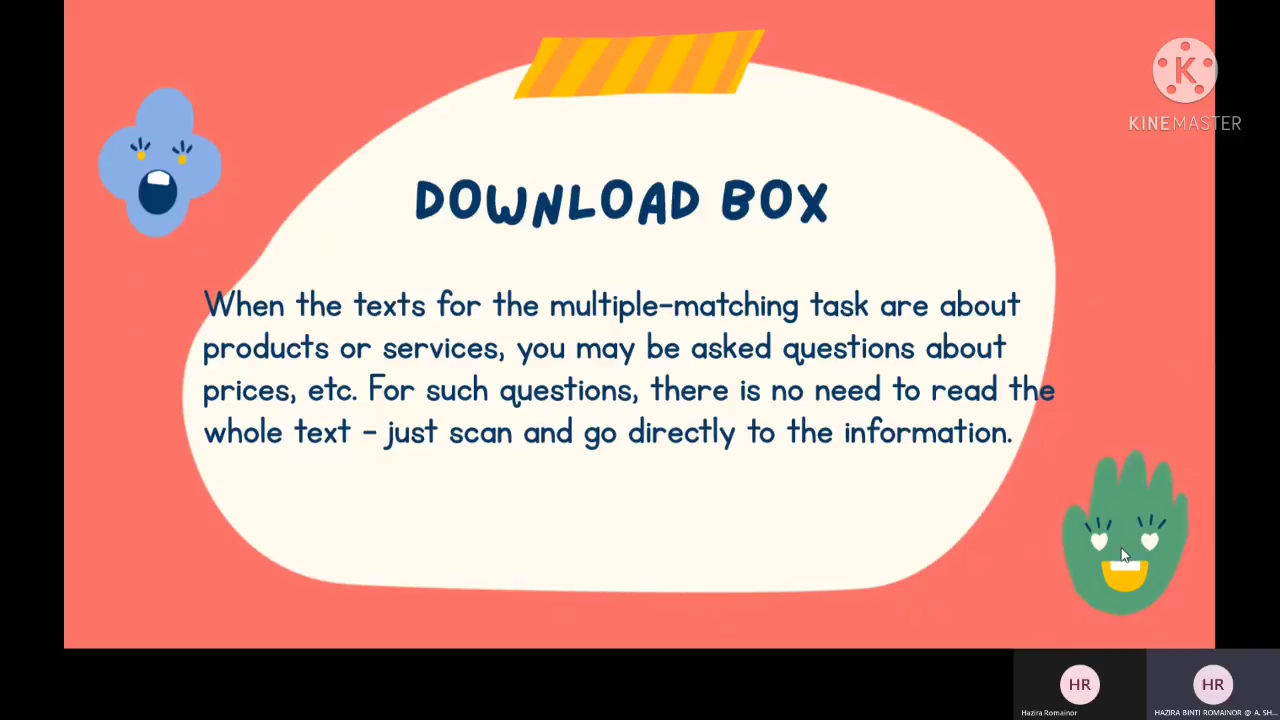 K
KINEMASTER
DOWNLOAD BOX
When the texts for the multiple-matching task are about
products or services, you may be asked questions about
prices, etc. For such questions, there is no need to read the
whole text - just scan and go directly to the information.
HR
Hazira Romainor
HR
HAZIRA BINTI ROMAINOR @ A. SH...